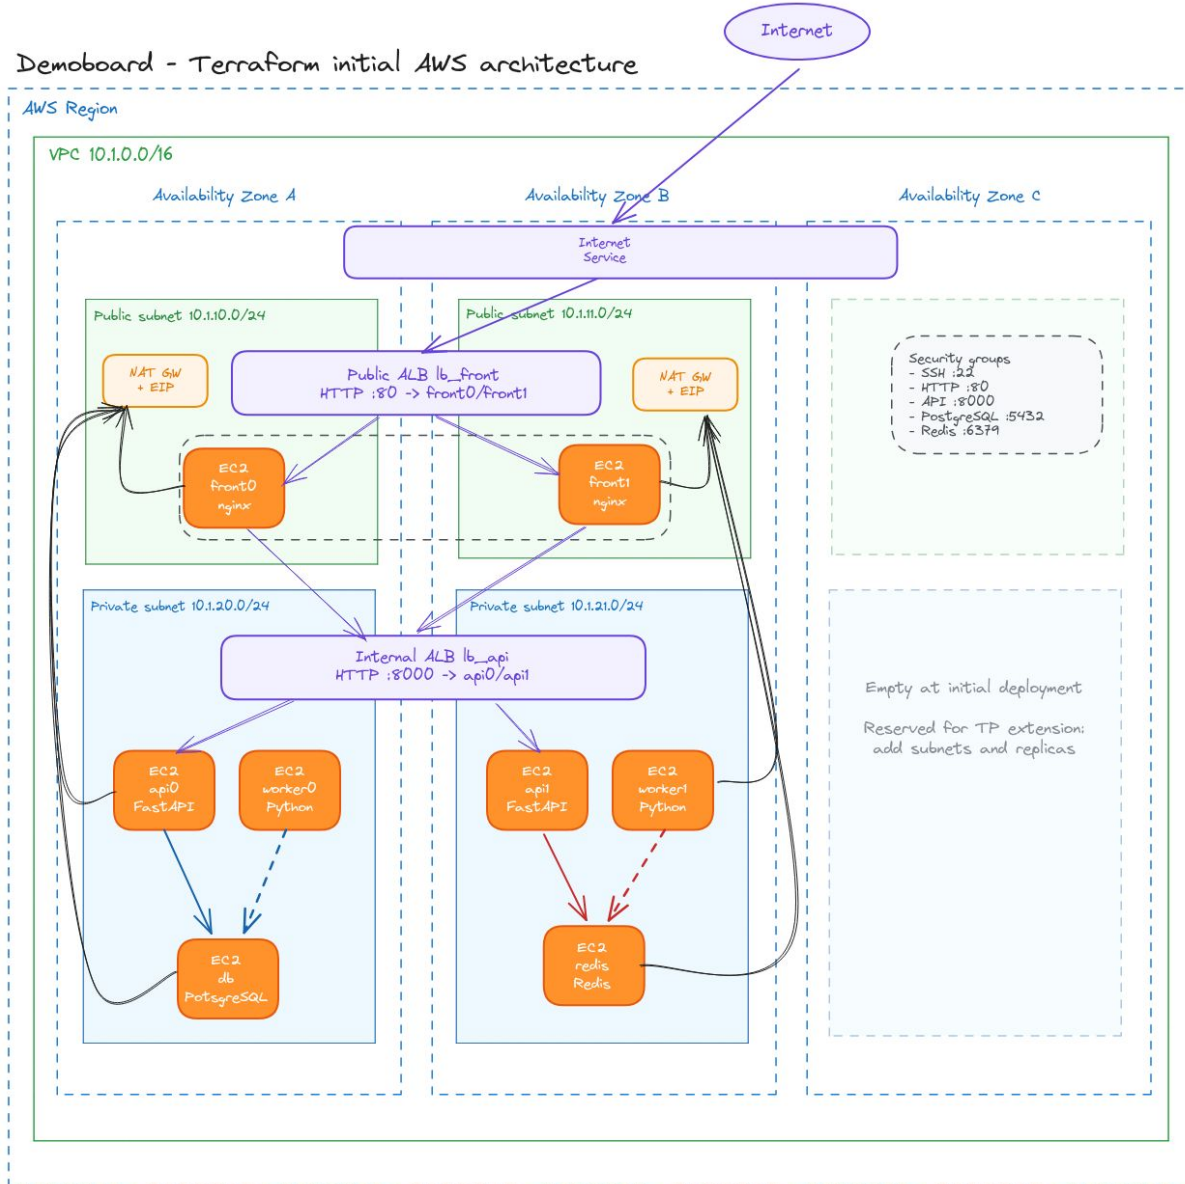 Internet
Demoboard - Terraform initial AWS architecture
AWS Region
VPC 10.1.0.0/16
Availability Zone A
Availability Zone B
Availability Zone C
Internet
Service
Public subnet 10.1.10.0/24
Public subnet 10.1.11.0/24
NAT GW
+ EIP
Public ALB lb_front
HTTP :80 -> front0/front1
NAT GW
+ EIP
Security groups
- SSH :22
- HTTP :80
- API :8000
- PostgreSQL :5432
- Redis :6379
EC2
front0
nginx
EC2
front1
nginx
Private subnet 10.1.20.0/24
Private subnet 10.1.21.0/24
Internal ALB lb_api
HTTP :8000 -> api0/api1
Empty at initial deployment
Reserved for TP extension:
add subnets and replicas
EC2
api0
FastAPI
EC2
worker0
Python
EC2
api1
FastAPI
EC2
worker1
Python
EC2
db
PotsgreSQL
EC2
redis
Redis